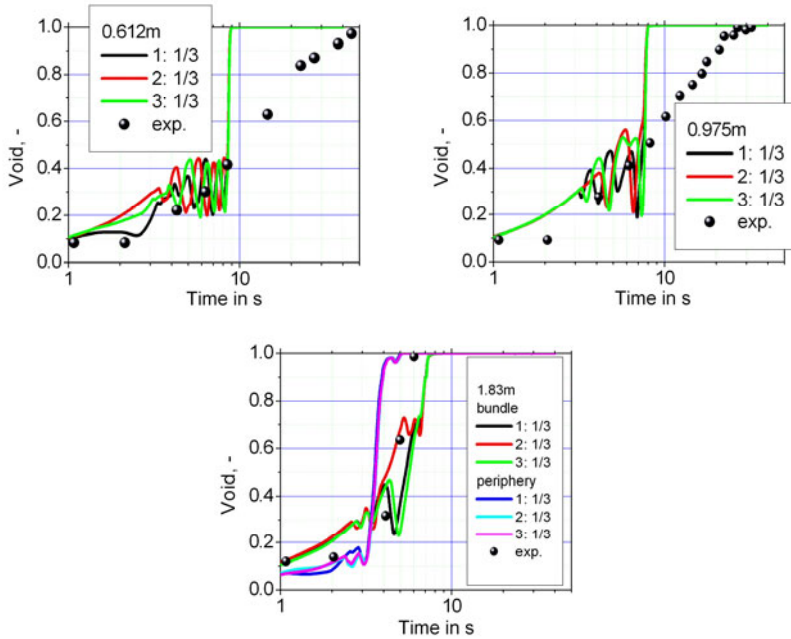 0.612m
1: 1/3
2: 1/3
3: 1/3
exp.
Void, -
1.0
0.8
0.6
0.4
0.2
0.0
1
10
Time in s
0.975m
1: 1/3
2: 1/3
3: 1/3
exp.
Void, -
1.0
0.8
0.6
0.4
0.2
0.0
1
10
Time in s
1.83m
bundle
1: 1/3
2: 1/3
3: 1/3
periphery
1: 1/3
2: 1/3
3: 1/3
exp.
Void, -
1.0
0.8
0.6
0.4
0.2
0.0
1
10
Time in s